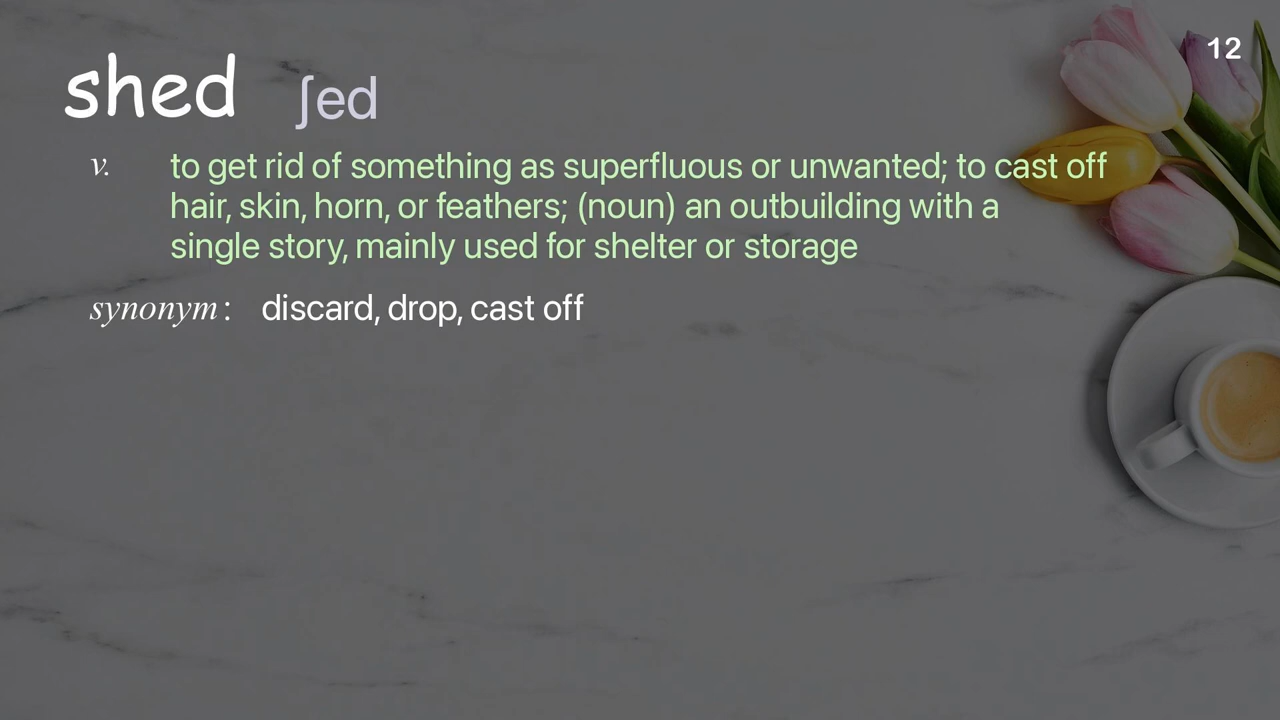 12
shed ʃed
v. to get rid of something as superfluous or unwanted; to cast off
hair, skin, horn, or feathers; (noun) an outbuilding with a
single story, mainly used for shelter or storage
synonym : discard, drop, cast off